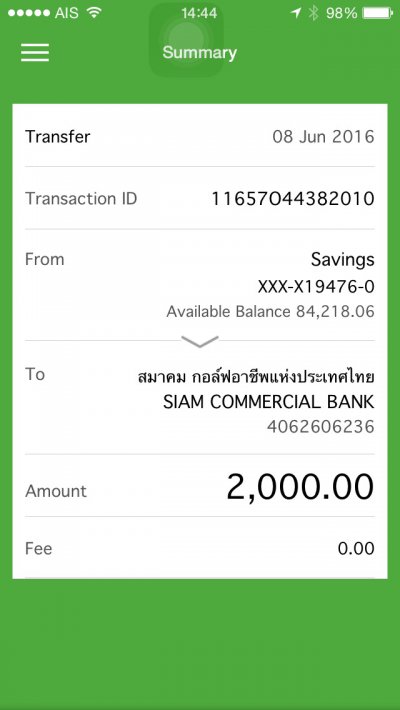 AIS 14:44 98%
Summary
Transfer 08 Jun 2016
Transaction ID 11657044382010
From Savings
XXX-X19476-0
Available Balance 84,218.06
To สมาคม กอล์ฟอาชีพแห่งประเทศไทย
SIAM COMMERCIAL BANK
4062606236
Amount 2,000.00
Fee 0.00